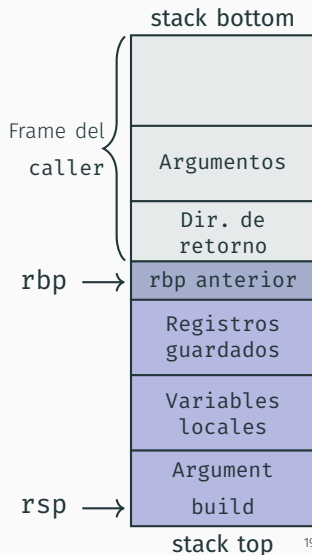 stack bottom
Frame del
caller
Argumentos
Dir. de
retorno
rbp
rbp anterior
Registros
guardados
Variables
locales
Argument
build
rsp
stack top
19